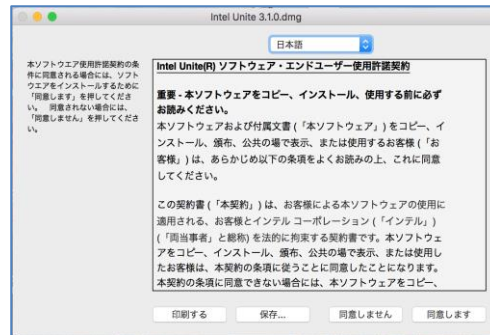 Intel Unite 3.1.0.dmg
日本語
本ソフトウエア使用許諾契約の条
件に同意される場合には、ソフト
ウエアをインストールするために
「同意します」を押してくださ
い。　同意されない場合には、
「同意しません」を押してくださ
い。
Intel Unite(R) ソフトウェア・エンドユーザー使用許諾契約
重要 - 本ソフトウェアをコピー、インストール、使用する前に必ず
お読みください。
本ソフトウェアおよび付属文書 (「本ソフトウェア」) をコピー、イ
ンストール、頒布、公共の場で表示、または使用するお客様 (「お
客様」) は、あらかじめ以下の条項をよくお読みの上、これに同意
してください。
この契約書 (「本契約」) は、お客様による本ソフトウェアの使用に
適用される、お客様とインテル コーポレーション (「インテル」)
(「両当事者」と総称) を法的に拘束する契約書です。本ソフトウェ
アをコピー、インストール、頒布、公共の場で表示、または使用し
たお客様は、本契約の条項に従うことに同意したことになります。
本契約の条項に同意できない場合には、本ソフトウェアをコピー、
印刷する
保存...
同意しません
同意します